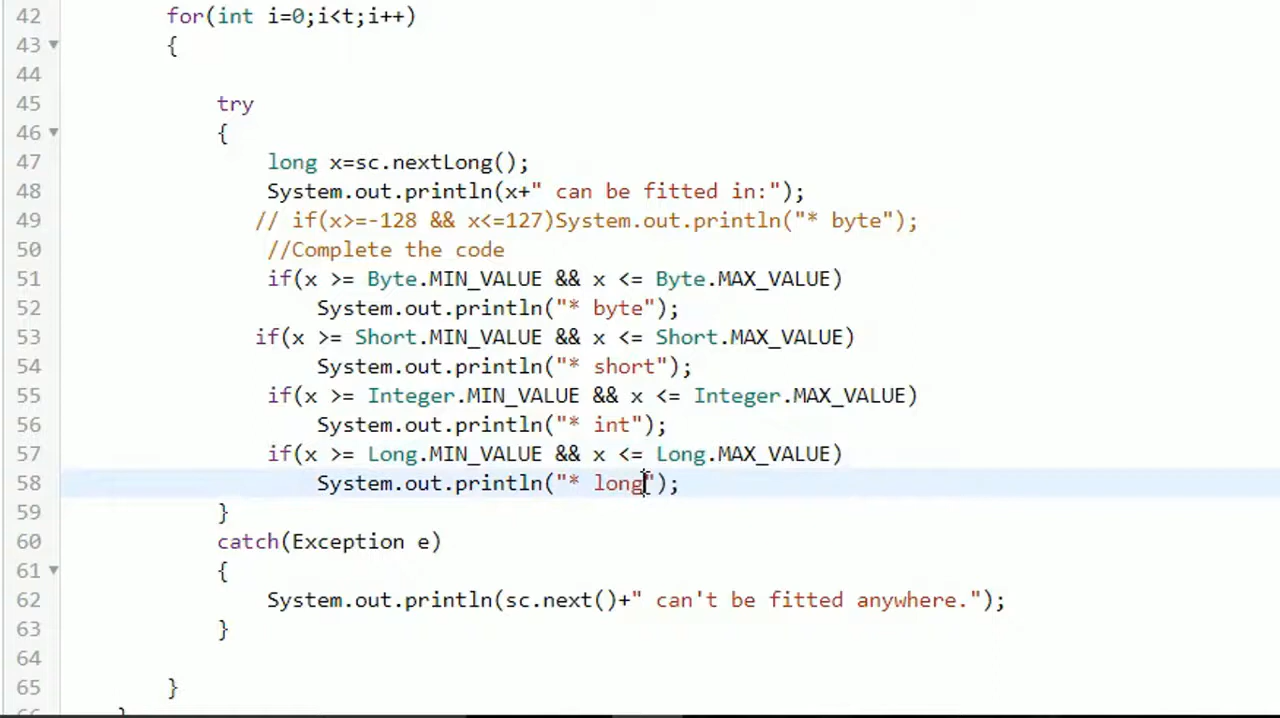 42 for(int i=0;i<t;i++)
43 {
44
45 try
46 {
47 long x=sc.nextLong();
48 System.out.println(x+" can be fitted in:");
49 // if(x>=-128 && x<=127)System.out.println("* byte");
50 //Complete the code
51 if(x >= Byte.MIN_VALUE && x <= Byte.MAX_VALUE)
52 System.out.println("* byte");
53 if(x >= Short.MIN_VALUE && x <= Short.MAX_VALUE)
54 System.out.println("* short");
55 if(x >= Integer.MIN_VALUE && x <= Integer.MAX_VALUE)
56 System.out.println("* int");
57 if(x >= Long.MIN_VALUE && x <= Long.MAX_VALUE)
58 System.out.println("* long");
59 }
60 catch(Exception e)
61 {
62 System.out.println(sc.next()+" can't be fitted anywhere.");
63 }
64
65 }